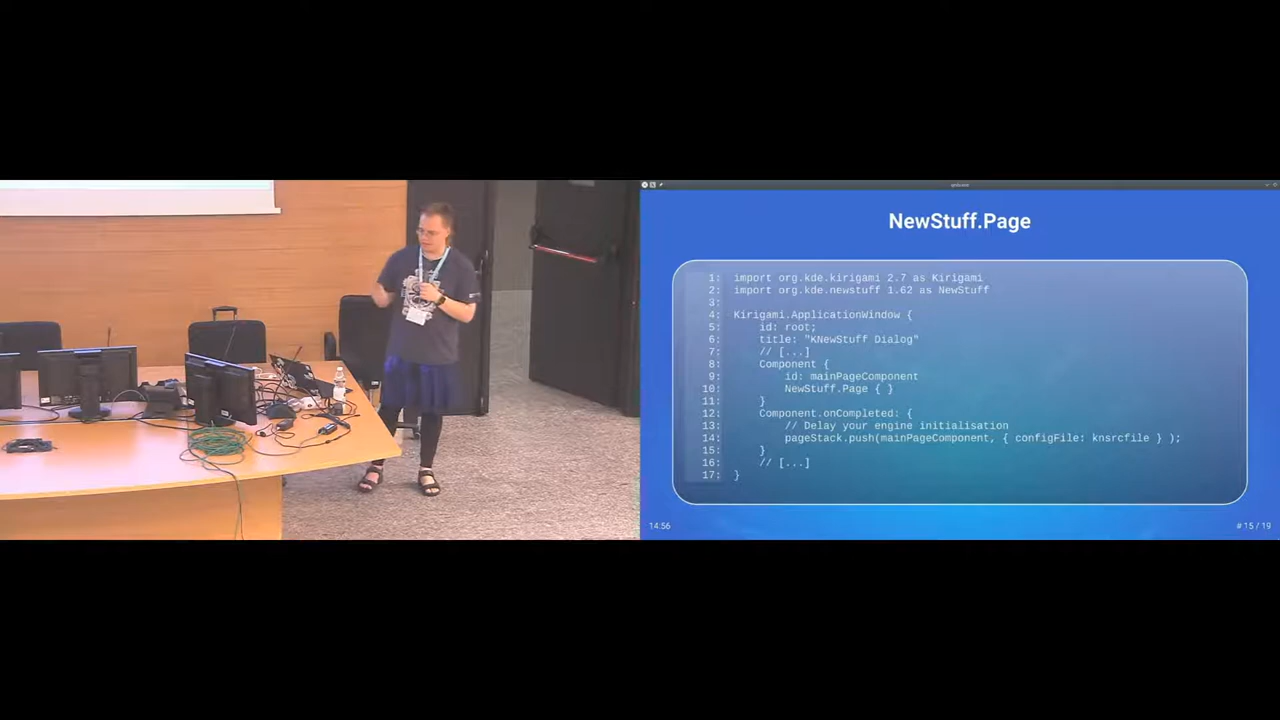 NewStuff.Page
1: import org.kde.kirigami 2.7 as Kirigami
2: import org.kde.newstuff 1.62 as NewStuff
3:
4: Kirigami.ApplicationWindow {
5: id: root;
6: title: "KNewStuff Dialog"
7: // [...]
8: Component {
9: id: mainPageComponent
10: NewStuff.Page { }
11: }
12: Component.onCompleted: {
13: // Delay your engine initialisation
14: pageStack.push(mainPageComponent, { configFile: knsrcfile } );
15: }
16: // [...]
17: }
14:56
# 15 / 19